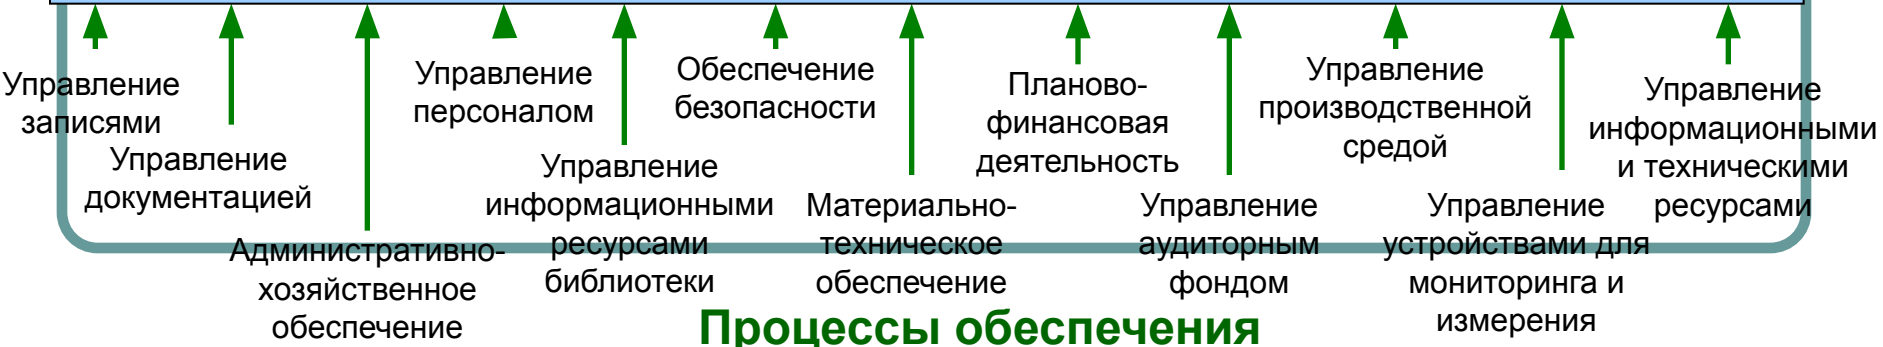 Управление
записями
Управление
документацией
Административно-
хозяйственное
обеспечение
Управление
персоналом
Управление
информационными
ресурсами
библиотеки
Обеспечение
безопасности
Материально-
техническое
обеспечение
Планово-
финансовая
деятельность
Управление
аудиторным
фондом
Управление
производственной
средой
Управление
устройствами для
мониторинга и
измерения
Управление
информационными
и техническими
ресурсами
Процессы обеспечения